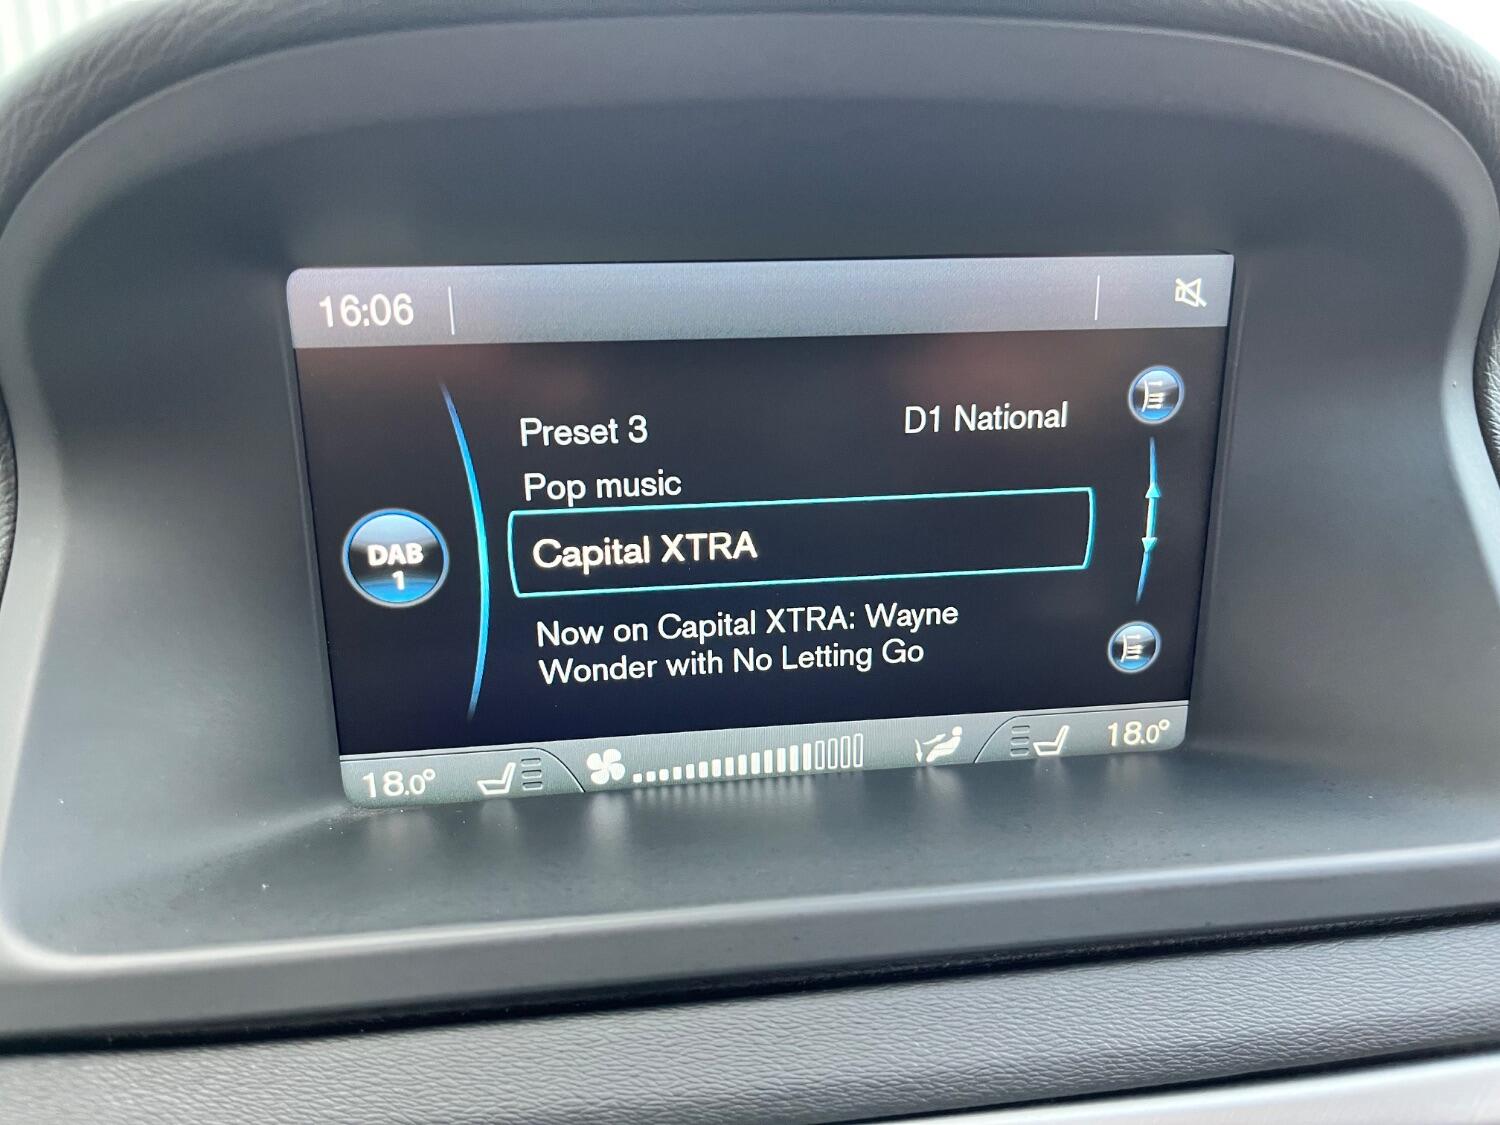 16:06
Preset 3 D1 National
Pop music
DAB
1
Capital XTRA
Now on Capital XTRA: Wayne
Wonder with No Letting Go
18.0° 18.0°